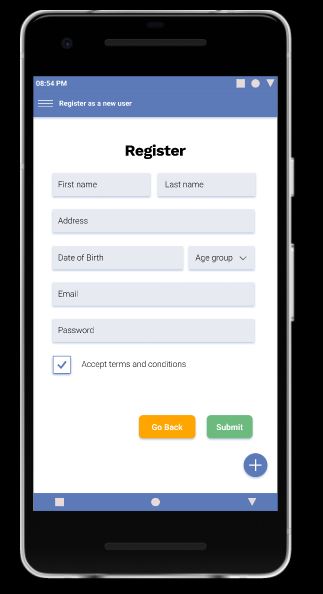 08:54 PM
Register as a new user
Register
First name Last name
Address
Date of Birth Age group
Email
Password
Accept terms and conditions
Go Back Submit